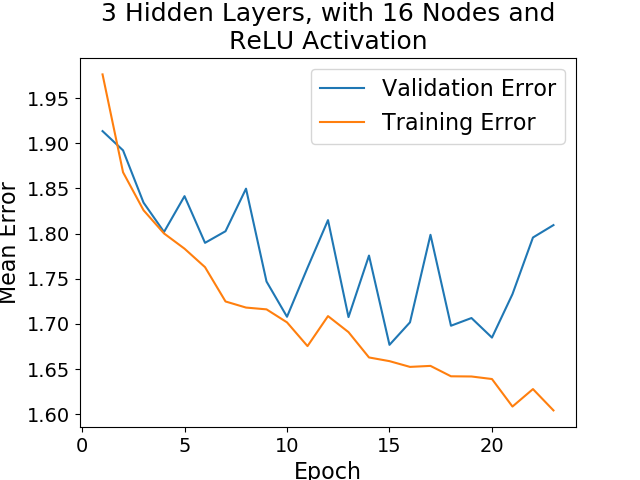 3 Hidden Layers, with 16 Nodes and
ReLU Activation
Validation Error
Training Error
Mean Error
1.95
1.90
1.85
1.80
1.75
1.70
1.65
1.60
0 5 10 15 20
Epoch